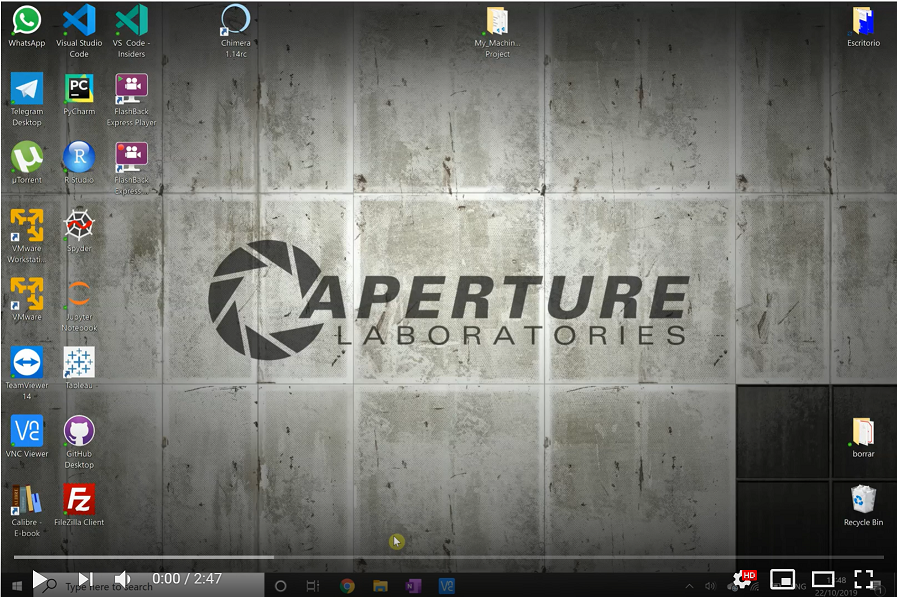 WhatsApp
Visual Studio
Code
VS Code -
Insiders
Chimera
1.14rc
My_Machin...
Project
Escritorio
Telegram
Desktop
PyCharm
FlashBack
Express Player
µTorrent
R Studio
FlashBack
Express...
VMware
Workstati...
Spyder
VMware
Jupyter
Notebook
APERTURE
LABORATORIES
TeamViewer
14
Tableau
VNC Viewer
GitHub
Desktop
borrar
Calibre -
E-book
FileZilla Client
Recycle Bin
Type here to search
0:00 / 2:47
HD
22/10/2019